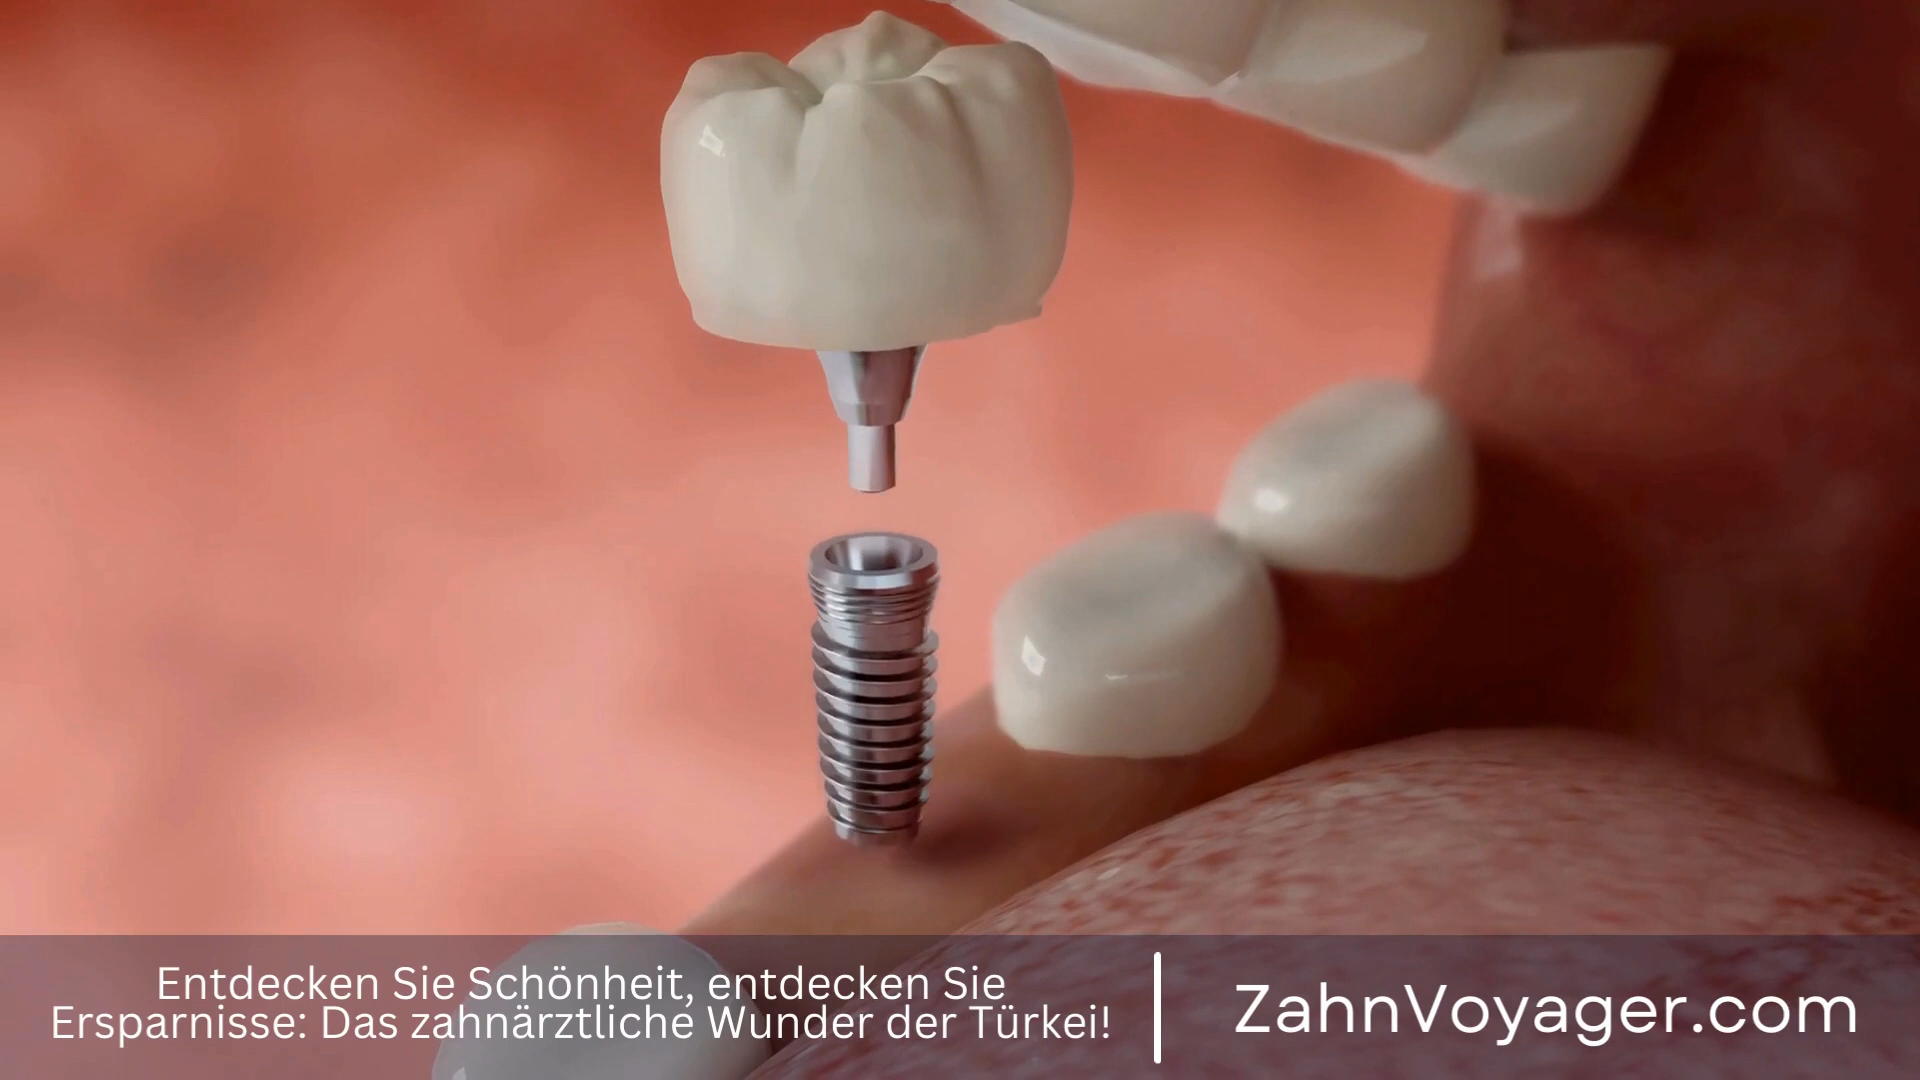 Entdecken Sie Schönheit, entdecken Sie
Ersparnisse: Das zahnärztliche Wunder der Türkei!
ZahnVoyager.com